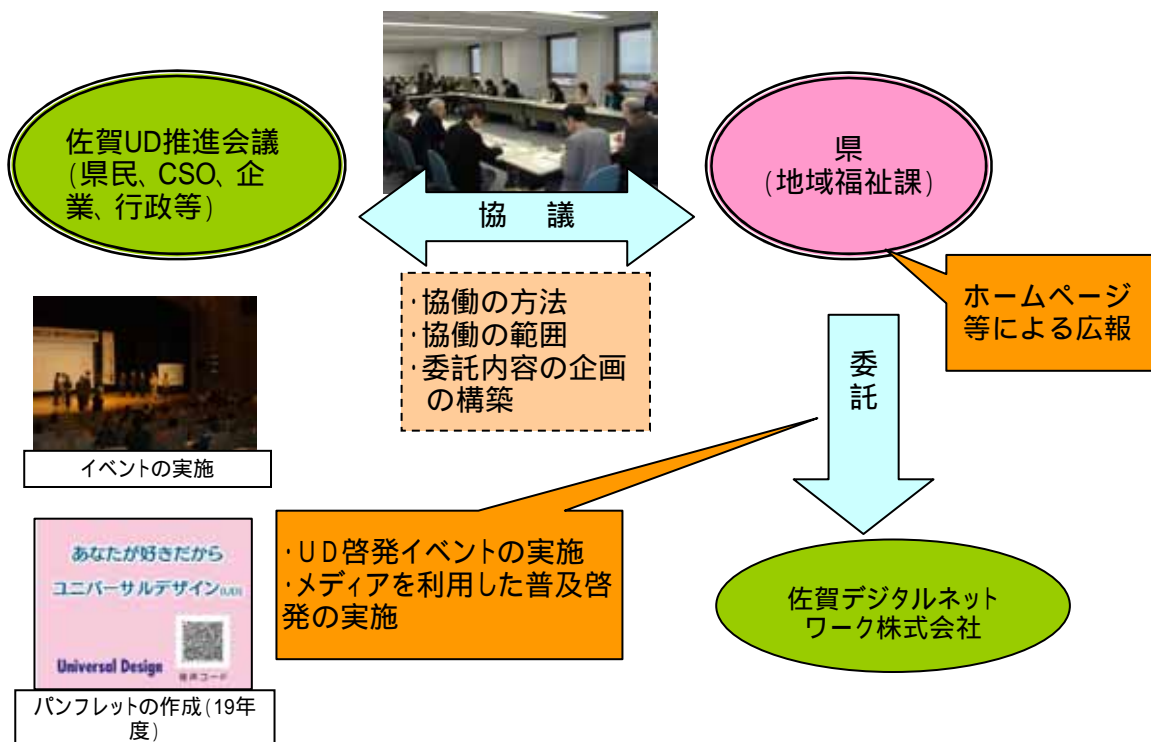 佐賀UD推進会議
(県民、CSO、企
業、行政等)
協　議
県
(地域福祉課)
・協働の方法
・協働の範囲
・委託内容の企画
の構築
ホームページ
等による広報
委
託
イベントの実施
あなたが好きだから
ユニバーサルデザイン(UD)
Universal Design
音声コード
パンフレットの作成(19年
度)
・UD啓発イベントの実施
・メディアを利用した普及啓
発の実施
佐賀デジタルネット
ワーク株式会社